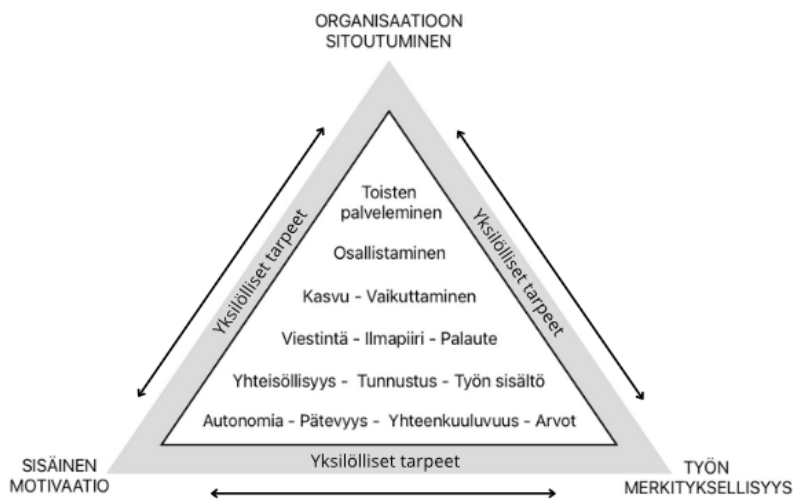 ORGANISAATIOON
SITOUTUMINEN
Toisten
palveleminen
Yksilölliset tarpeet
Yksilölliset tarpeet
Osallistaminen
Kasvu - Vaikuttaminen
Viestintä - Ilmapiiri - Palaute
Yhteisöllisyys - Tunnustus - Työn sisältö
Autonomia - Pätevyys - Yhteenkuuluvuus - Arvot
Yksilölliset tarpeet
SISÄINEN
MOTIVAATIO
TYÖN
MERKITYKSELLISYYS